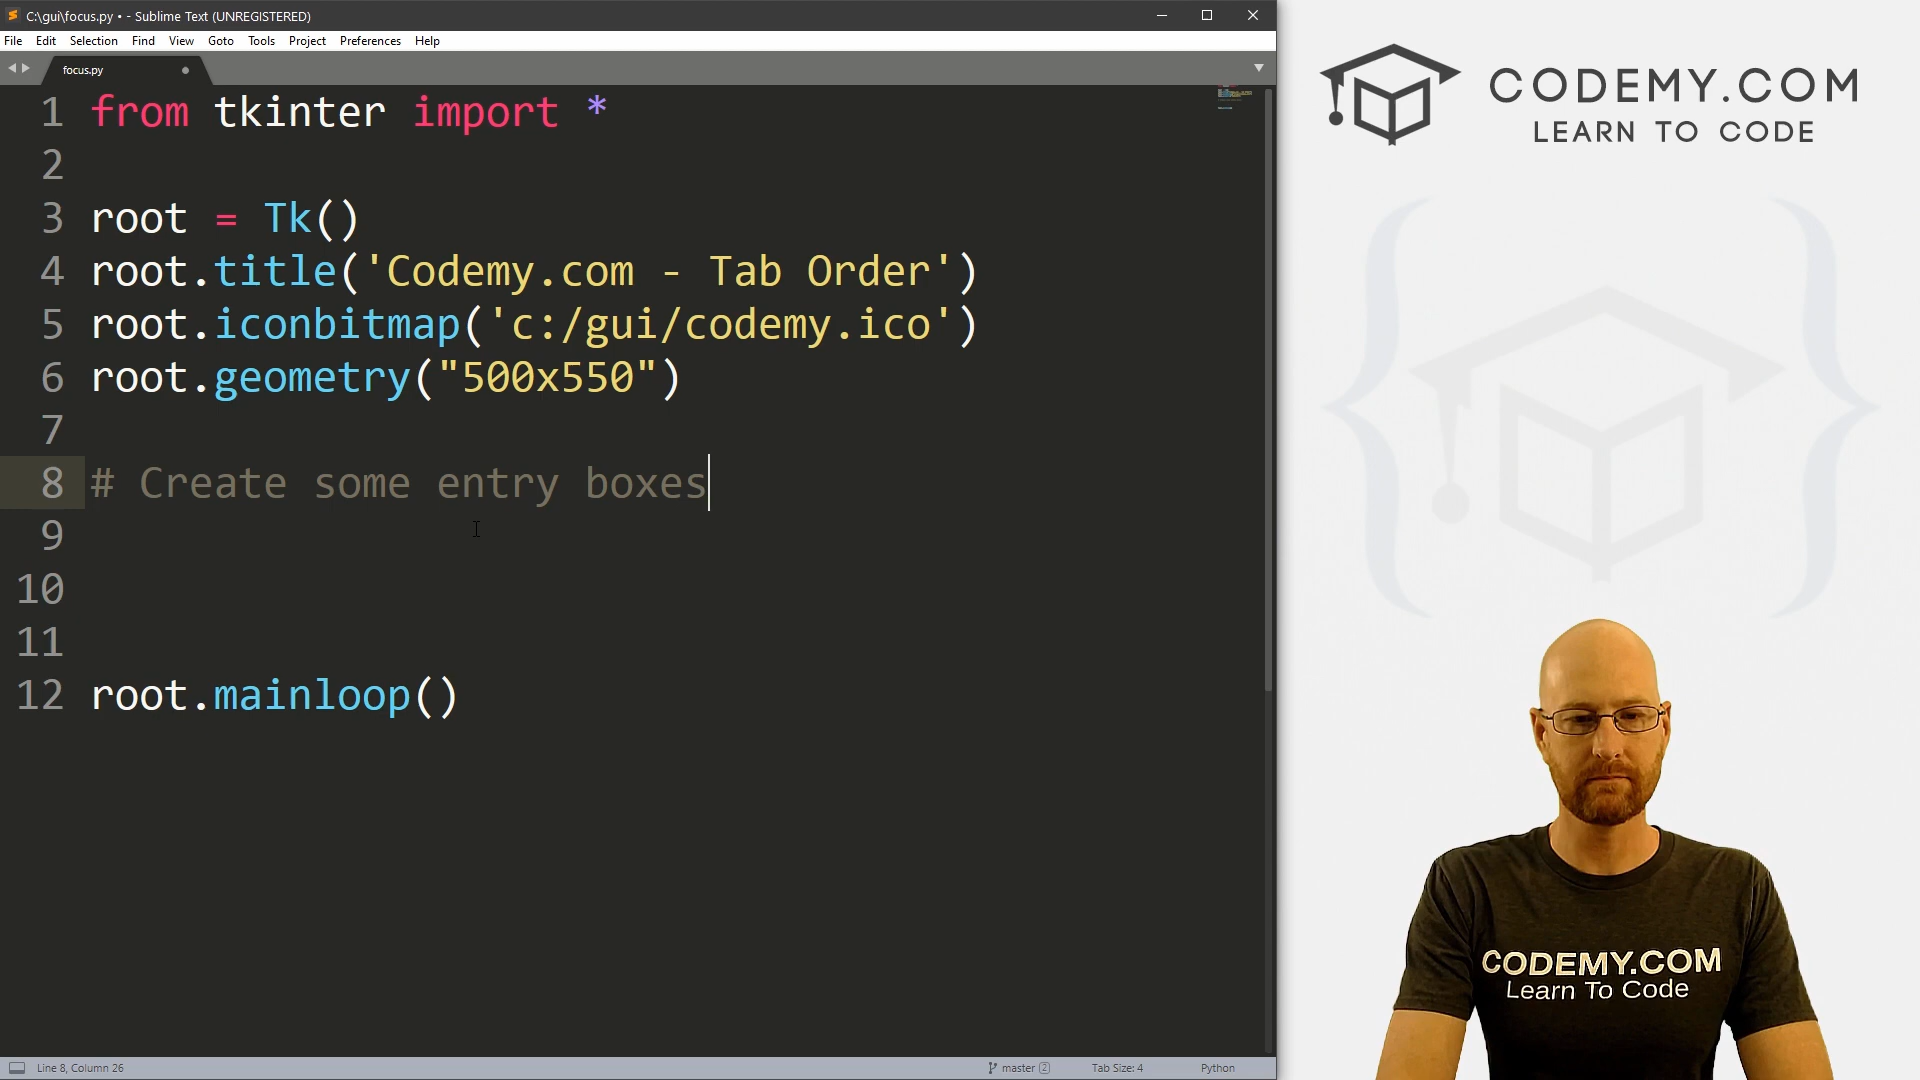 C:\gui\focus.py • - Sublime Text (UNREGISTERED)
File Edit Selection Find View Goto Tools Project Preferences Help
focus.py
1 from tkinter import *
2
3 root = Tk()
4 root.title('Codemy.com - Tab Order')
5 root.iconbitmap('c:/gui/codemy.ico')
6 root.geometry("500x550")
7
8 # Create some entry boxes
9
10
11
12 root.mainloop()
Line 8, Column 26
master 2
Tab Size: 4
Python
CODEMY.COM
LEARN TO CODE
CODEMY.COM
Learn To Code